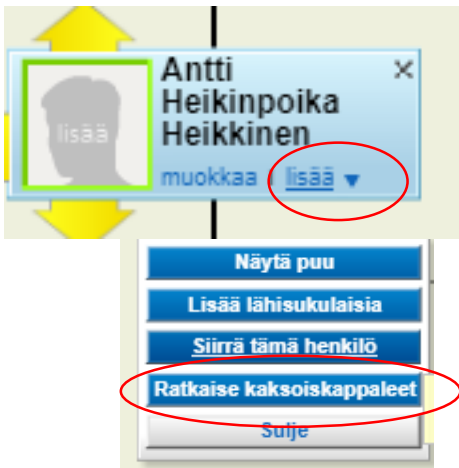 Antti
Heikinpoika
Heikkinen
lisää
muokkaa | lisää ▼
Näytä puu
Lisää lähisukulaisia
Siirrä tämä henkilö
Ratkaise kaksoiskappaleet
Sulje